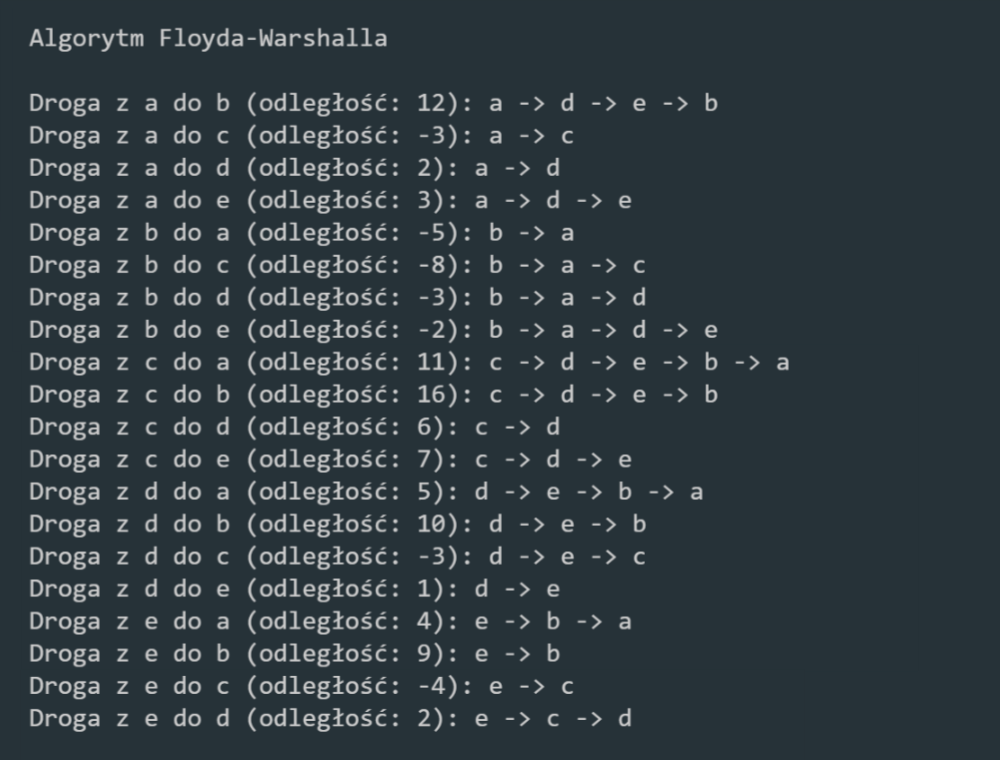 Algorytm Floyda-Warshalla
Droga z a do b (odległość: 12): a -> d -> e -> b
Droga z a do c (odległość: -3): a -> c
Droga z a do d (odległość: 2): a -> d
Droga z a do e (odległość: 3): a -> d -> e
Droga z b do a (odległość: -5): b -> a
Droga z b do c (odległość: -8): b -> a -> c
Droga z b do d (odległość: -3): b -> a -> d
Droga z b do e (odległość: -2): b -> a -> d -> e
Droga z c do a (odległość: 11): c -> d -> e -> b -> a
Droga z c do b (odległość: 16): c -> d -> e -> b
Droga z c do d (odległość: 6): c -> d
Droga z c do e (odległość: 7): c -> d -> e
Droga z d do a (odległość: 5): d -> e -> b -> a
Droga z d do b (odległość: 10): d -> e -> b
Droga z d do c (odległość: -3): d -> e -> c
Droga z d do e (odległość: 1): d -> e
Droga z e do a (odległość: 4): e -> b -> a
Droga z e do b (odległość: 9): e -> b
Droga z e do c (odległość: -4): e -> c
Droga z e do d (odległość: 2): e -> c -> d